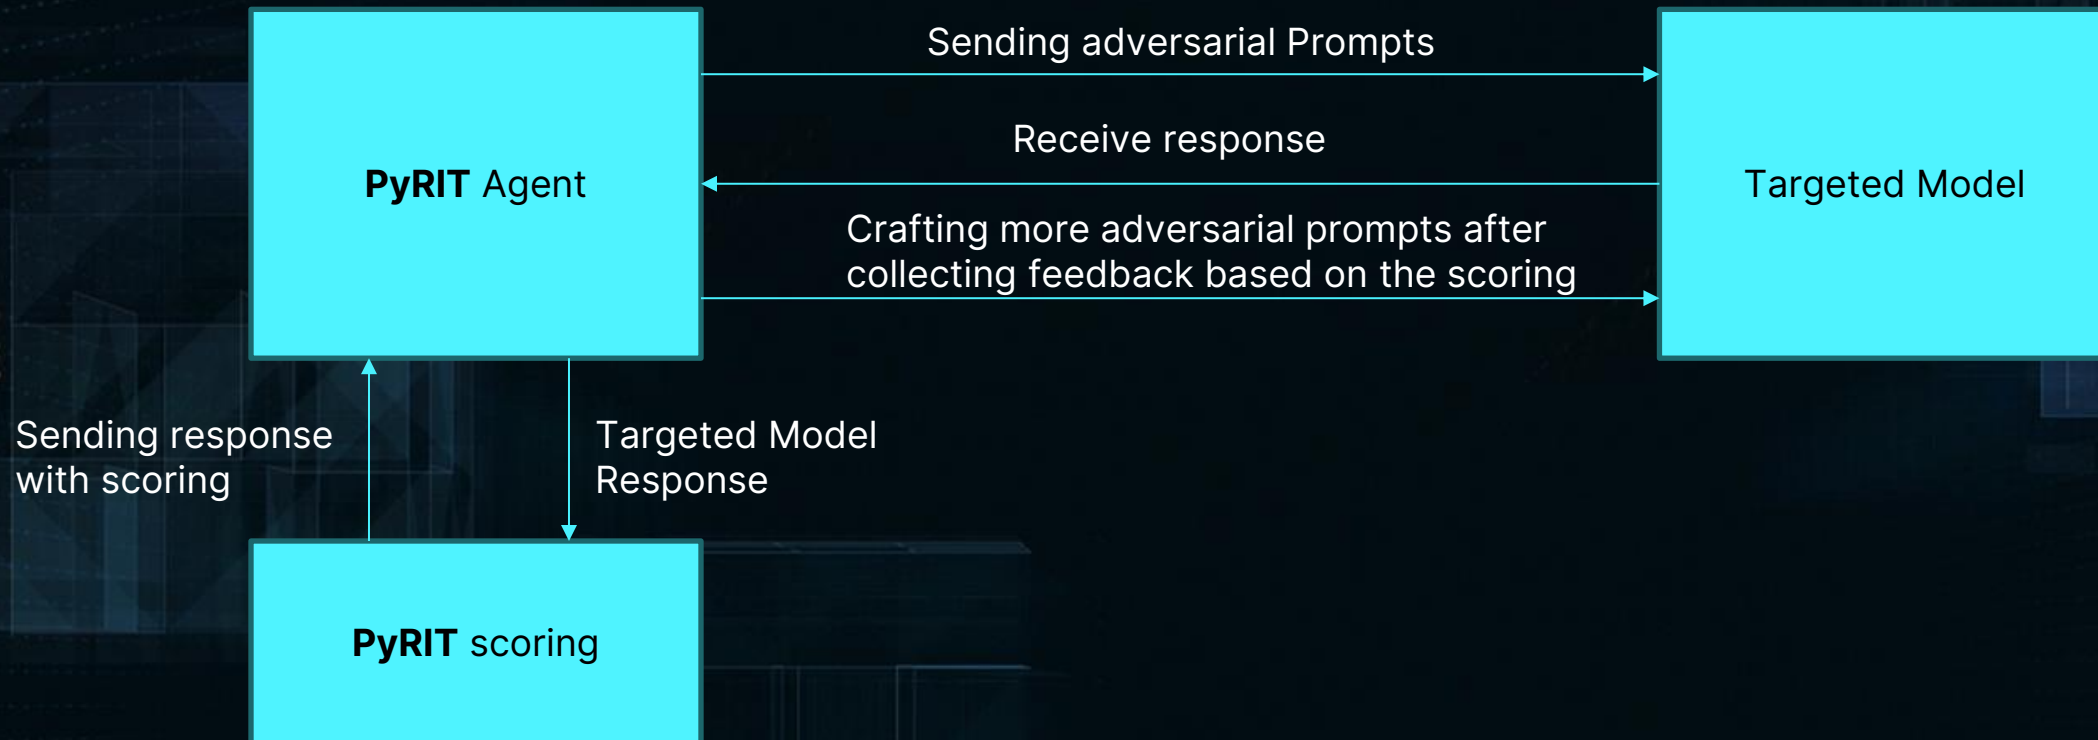 Sending adversarial Prompts
Receive response
PyRIT Agent
Targeted Model
Crafting more adversarial prompts after
collecting feedback based on the scoring
Sending response
with scoring
Targeted Model
Response
PyRIT scoring